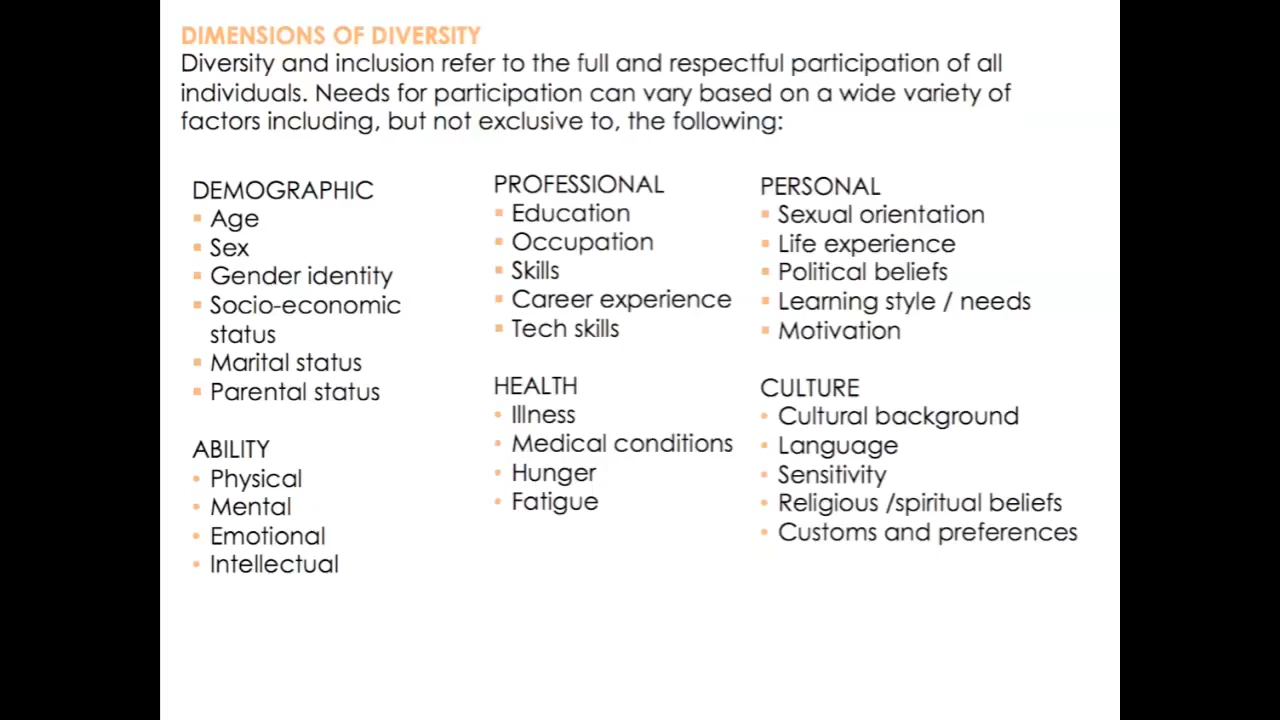 DIMENSIONS OF DIVERSITY
Diversity and inclusion refer to the full and respectful participation of all
individuals. Needs for participation can vary based on a wide variety of
factors including, but not exclusive to, the following:
DEMOGRAPHIC
▪ Age
▪ Sex
▪ Gender identity
▪ Socio-economic
status
▪ Marital status
▪ Parental status
ABILITY
• Physical
• Mental
• Emotional
• Intellectual
PROFESSIONAL
▪ Education
▪ Occupation
▪ Skills
▪ Career experience
▪ Tech skills
HEALTH
• Illness
• Medical conditions
• Hunger
• Fatigue
PERSONAL
▪ Sexual orientation
▪ Life experience
▪ Political beliefs
▪ Learning style / needs
▪ Motivation
CULTURE
• Cultural background
• Language
• Sensitivity
• Religious /spiritual beliefs
• Customs and preferences